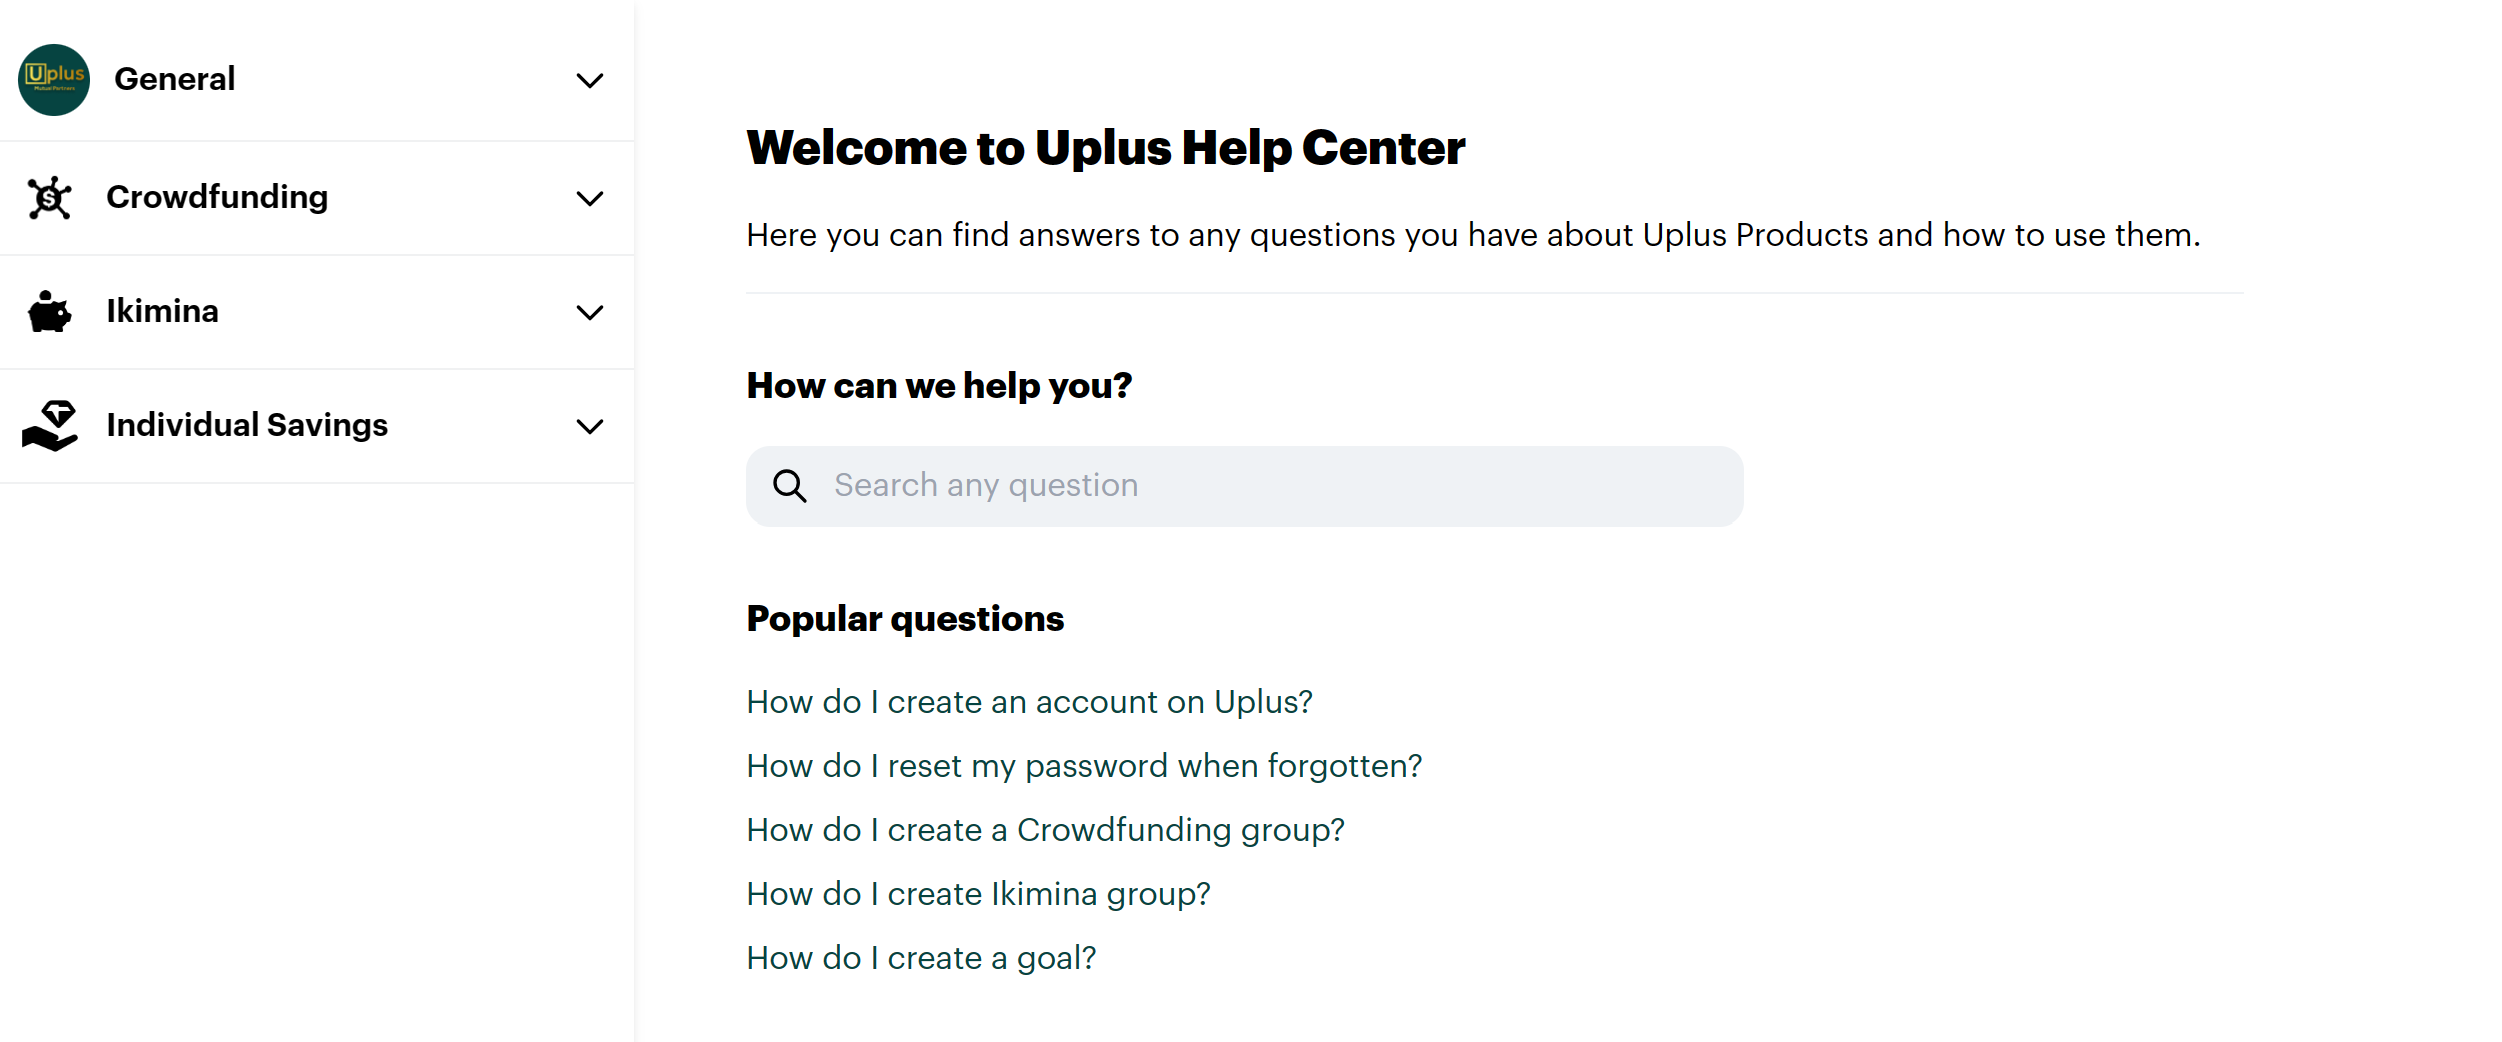 Uplus
Mutual Partners
General
Crowdfunding
Ikimina
Individual Savings
Welcome to Uplus Help Center
Here you can find answers to any questions you have about Uplus Products and how to use them.
How can we help you?
Search any question
Popular questions
How do I create an account on Uplus?
How do I reset my password when forgotten?
How do I create a Crowdfunding group?
How do I create Ikimina group?
How do I create a goal?